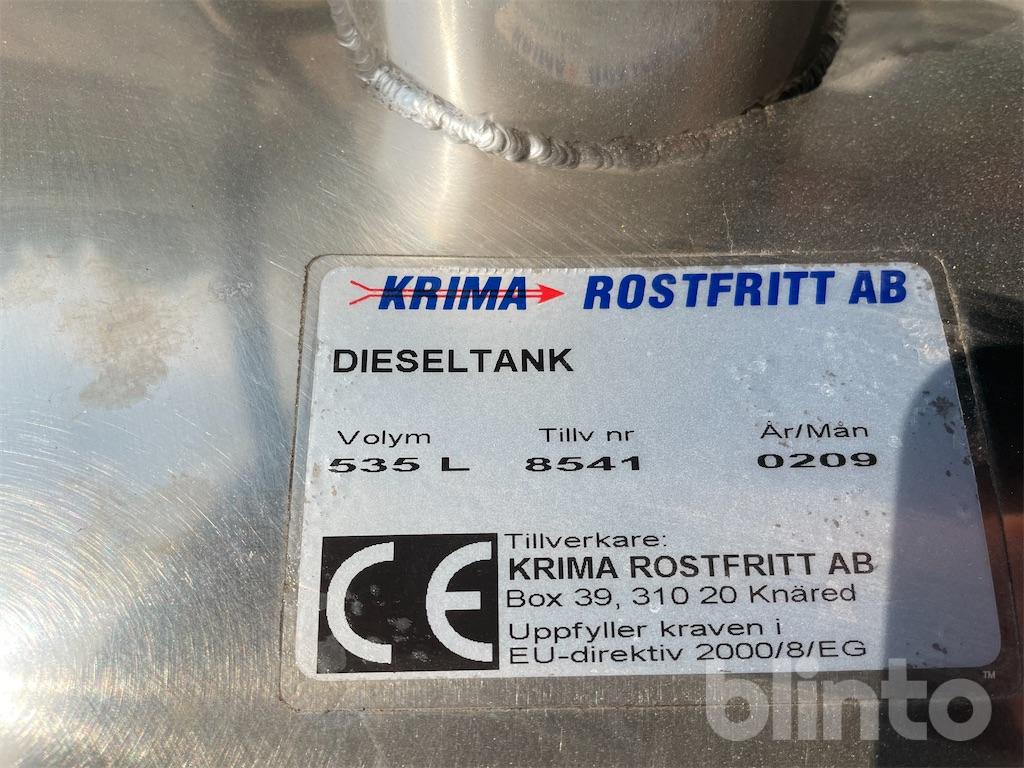 KRIMA ROSTFRITT AB
DIESELTANK
Volym Tillv nr År/Mån
535 L 8541 0209
CE
Tillverkare:
KRIMA ROSTFRITT AB
Box 39, 310 20 Knäred
Uppfyller kraven i
EU-direktiv 2000/8/EG
blinto™